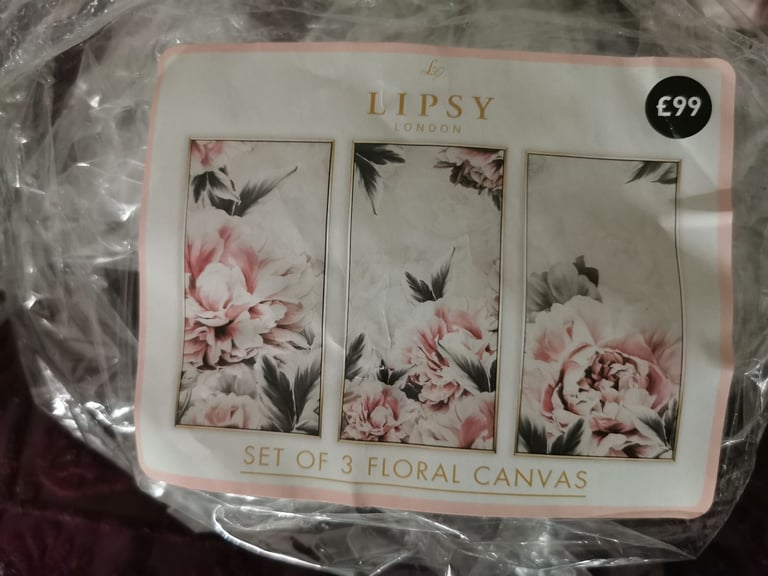 LIPSY
LONDON
£99
SET OF 3 FLORAL CANVAS